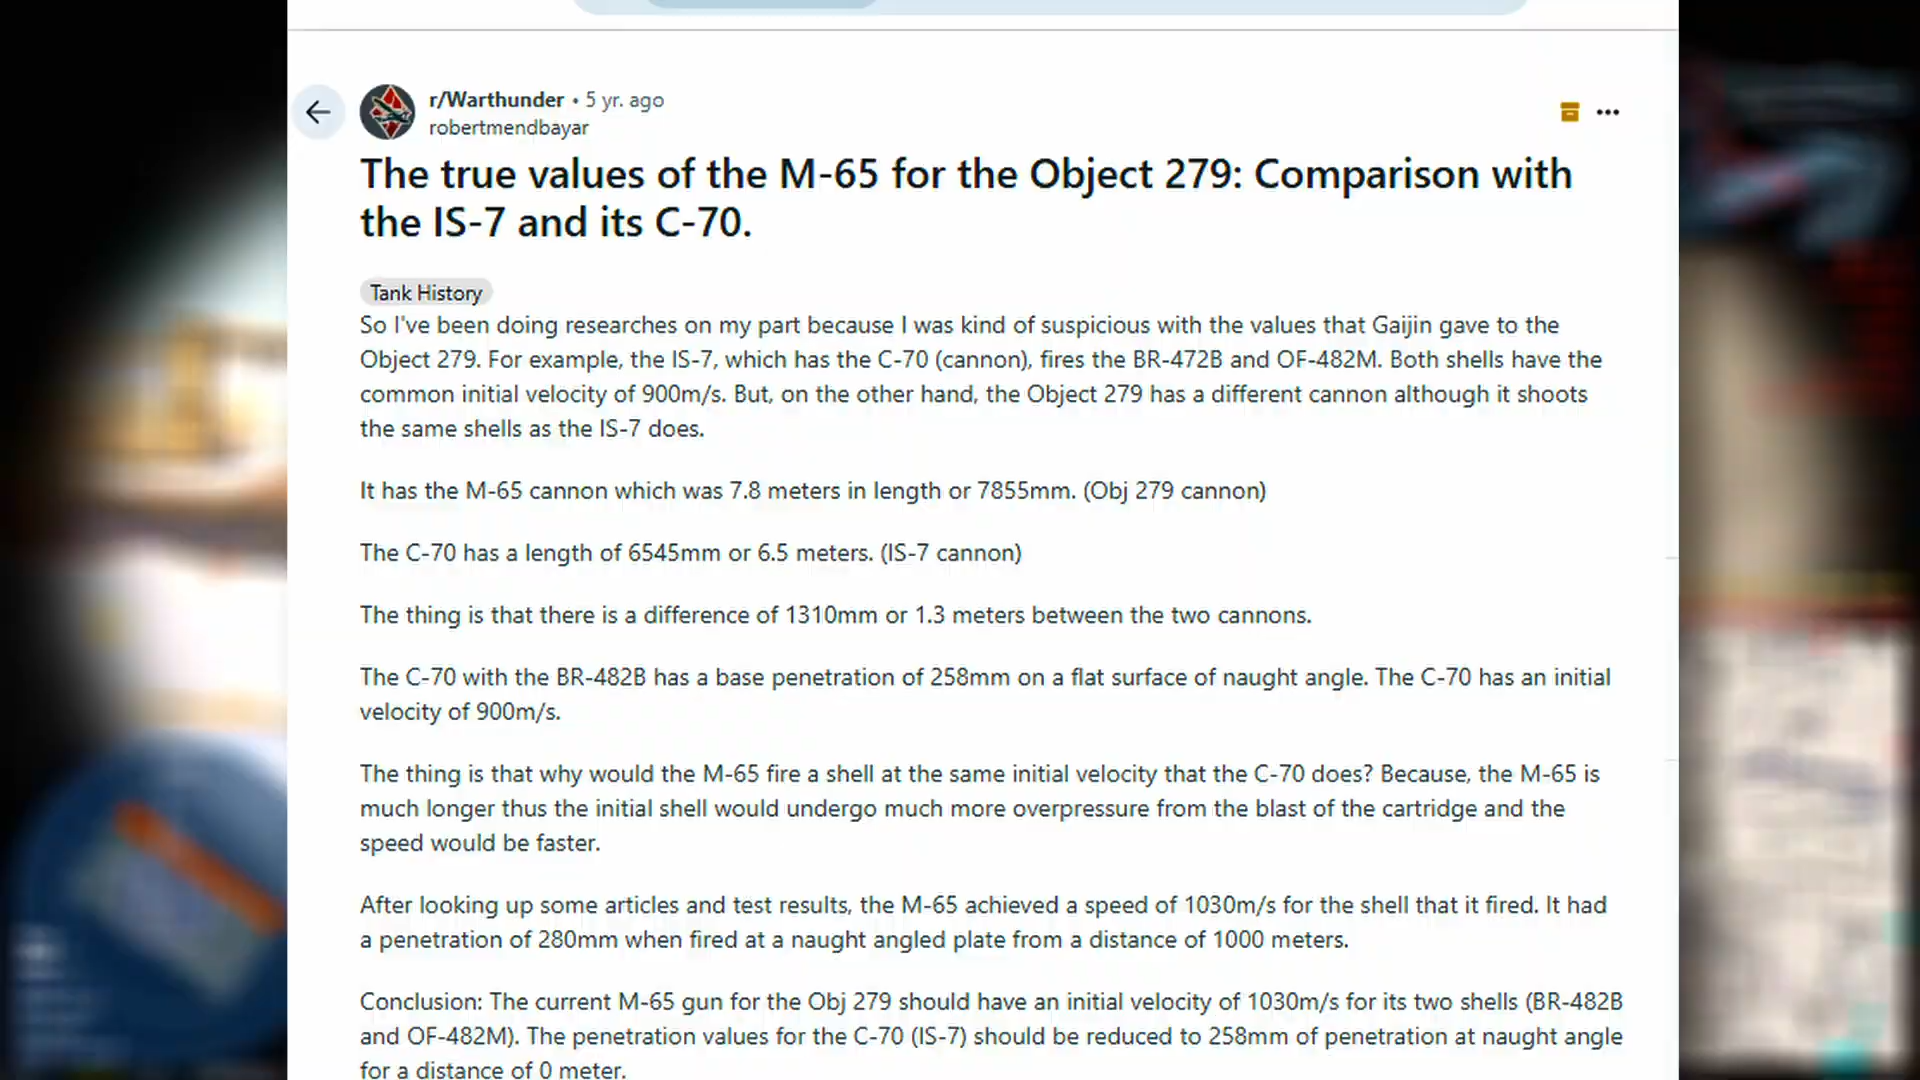 r/Warthunder • 5 yr. ago
robertmendbayar
The true values of the M-65 for the Object 279: Comparison with
the IS-7 and its C-70.
Tank History
So I've been doing researches on my part because I was kind of suspicious with the values that Gaijin gave to the
Object 279. For example, the IS-7, which has the C-70 (cannon), fires the BR-472B and OF-482M. Both shells have the
common initial velocity of 900m/s. But, on the other hand, the Object 279 has a different cannon although it shoots
the same shells as the IS-7 does.
It has the M-65 cannon which was 7.8 meters in length or 7855mm. (Obj 279 cannon)
The C-70 has a length of 6545mm or 6.5 meters. (IS-7 cannon)
The thing is that there is a difference of 1310mm or 1.3 meters between the two cannons.
The C-70 with the BR-482B has a base penetration of 258mm on a flat surface of naught angle. The C-70 has an initial
velocity of 900m/s.
The thing is that why would the M-65 fire a shell at the same initial velocity that the C-70 does? Because, the M-65 is
much longer thus the initial shell would undergo much more overpressure from the blast of the cartridge and the
speed would be faster.
After looking up some articles and test results, the M-65 achieved a speed of 1030m/s for the shell that it fired. It had
a penetration of 280mm when fired at a naught angled plate from a distance of 1000 meters.
Conclusion: The current M-65 gun for the Obj 279 should have an initial velocity of 1030m/s for its two shells (BR-482B
and OF-482M). The penetration values for the C-70 (IS-7) should be reduced to 258mm of penetration at naught angle
for a distance of 0 meter.